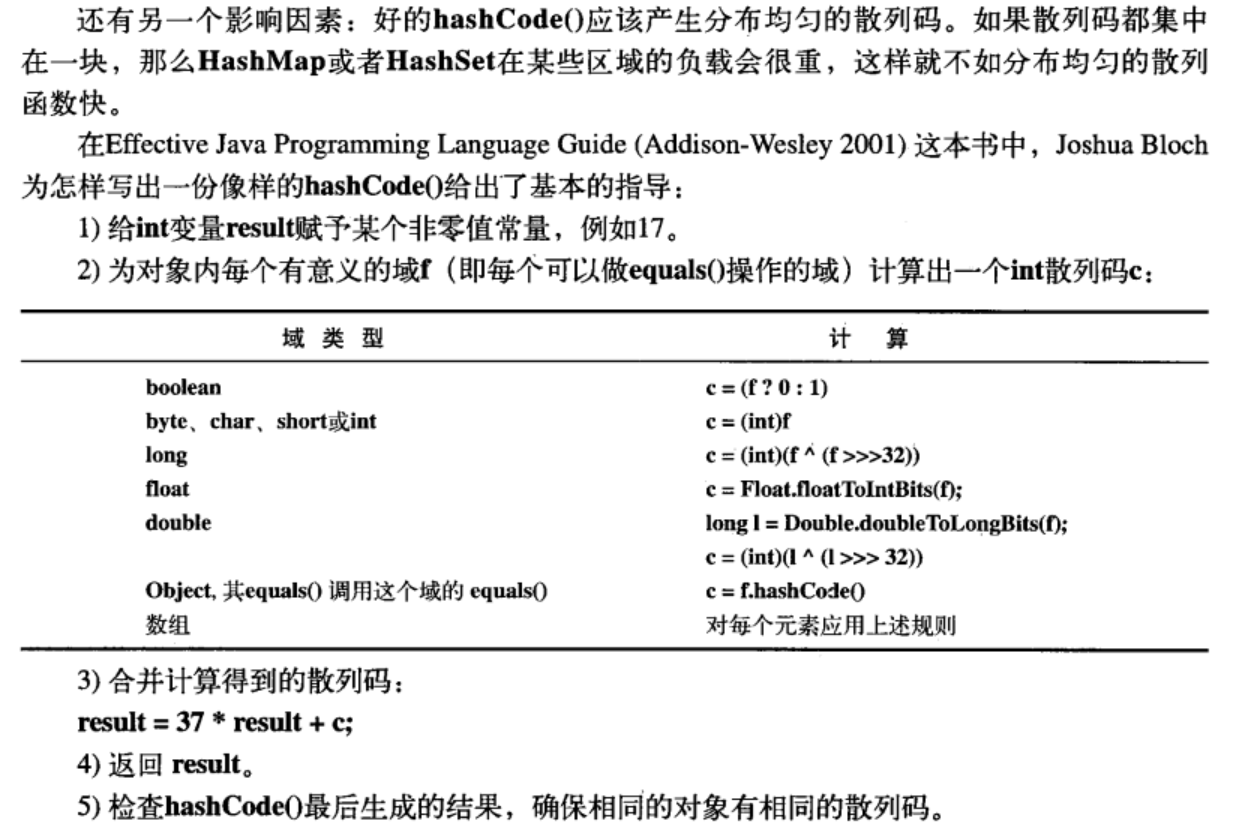 还有另一个影响因素：好的hashCode()应该产生分布均匀的散列码。如果散列码都集中
在一块，那么HashMap或者HashSet在某些区域的负载会很重，这样就不如分布均匀的散列
函数快。
在Effective Java Programming Language Guide (Addison-Wesley 2001) 这本书中，Joshua Bloch
为怎样写出一份像样的hashCode()给出了基本的指导：
1) 给int变量result赋予某个非零值常量，例如17。
2) 为对象内每个有意义的域f（即每个可以做equals()操作的域）计算出一个int散列码c：
域 类 型 计 算
boolean c = (f ? 0 : 1)
byte、char、short或int c = (int)f
long c = (int)(f ^ (f >>>32))
float c = Float.floatToIntBits(f);
double long l = Double.doubleToLongBits(f);
c = (int)(l ^ (l >>> 32))
Object, 其equals() 调用这个域的 equals() c = f.hashCode()
数组 对每个元素应用上述规则
3) 合并计算得到的散列码：
result = 37 * result + c;
4) 返回 result。
5) 检查hashCode()最后生成的结果，确保相同的对象有相同的散列码。